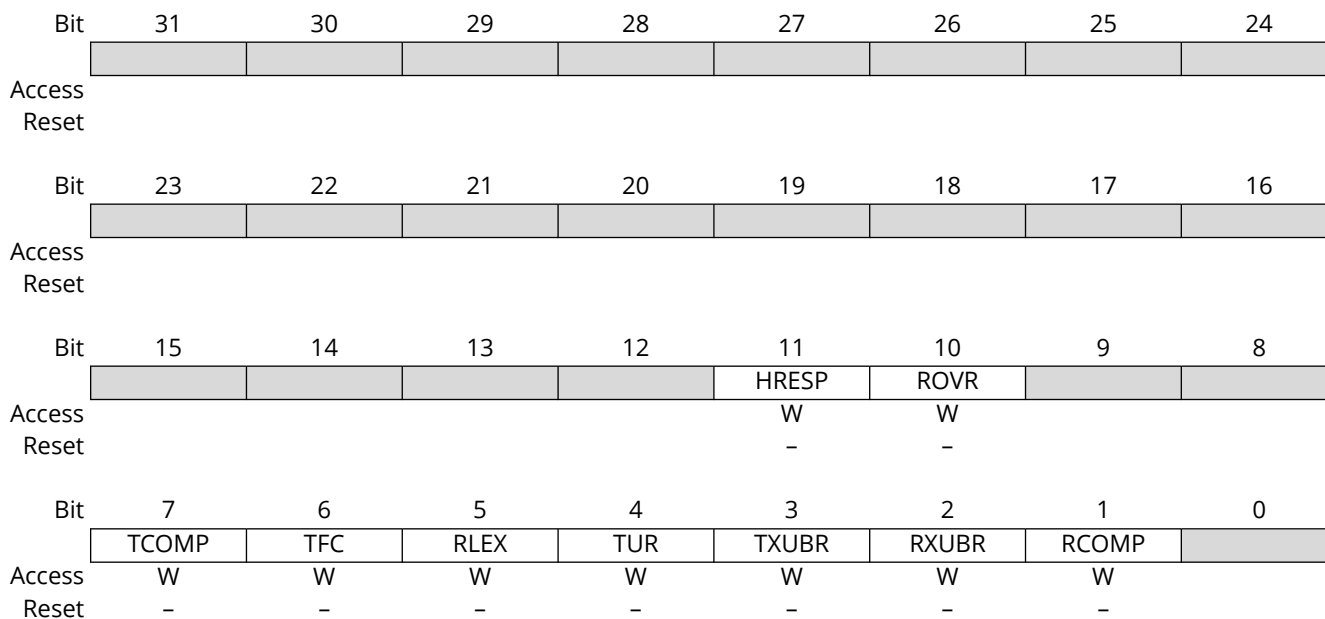 Bit 31 30 29 28 27 26 25 24
Access
Reset
Bit 23 22 21 20 19 18 17 16
Access
Reset
Bit 15 14 13 12 11 10 9 8
HRESP ROVR
Access W W
Reset – –
Bit 7 6 5 4 3 2 1 0
TCOMP TFC RLEX TUR TXUBR RXUBR RCOMP
Access W W W W W W W
Reset – – – – – – –